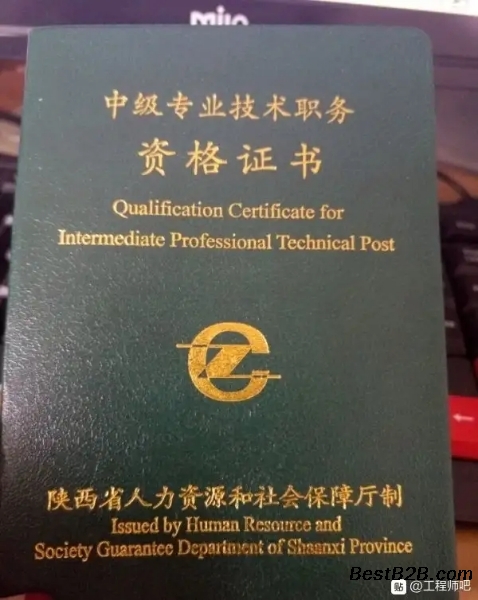 中级专业技术职务
资格证书
Qualification Certificate for
Intermediate Professional Technical Post
陕西省人力资源和社会保障厅制
Issued by Human Resource and
Society Guarantee Department of Shaanxi Province
BestB2B.com
贴 @工程师吧